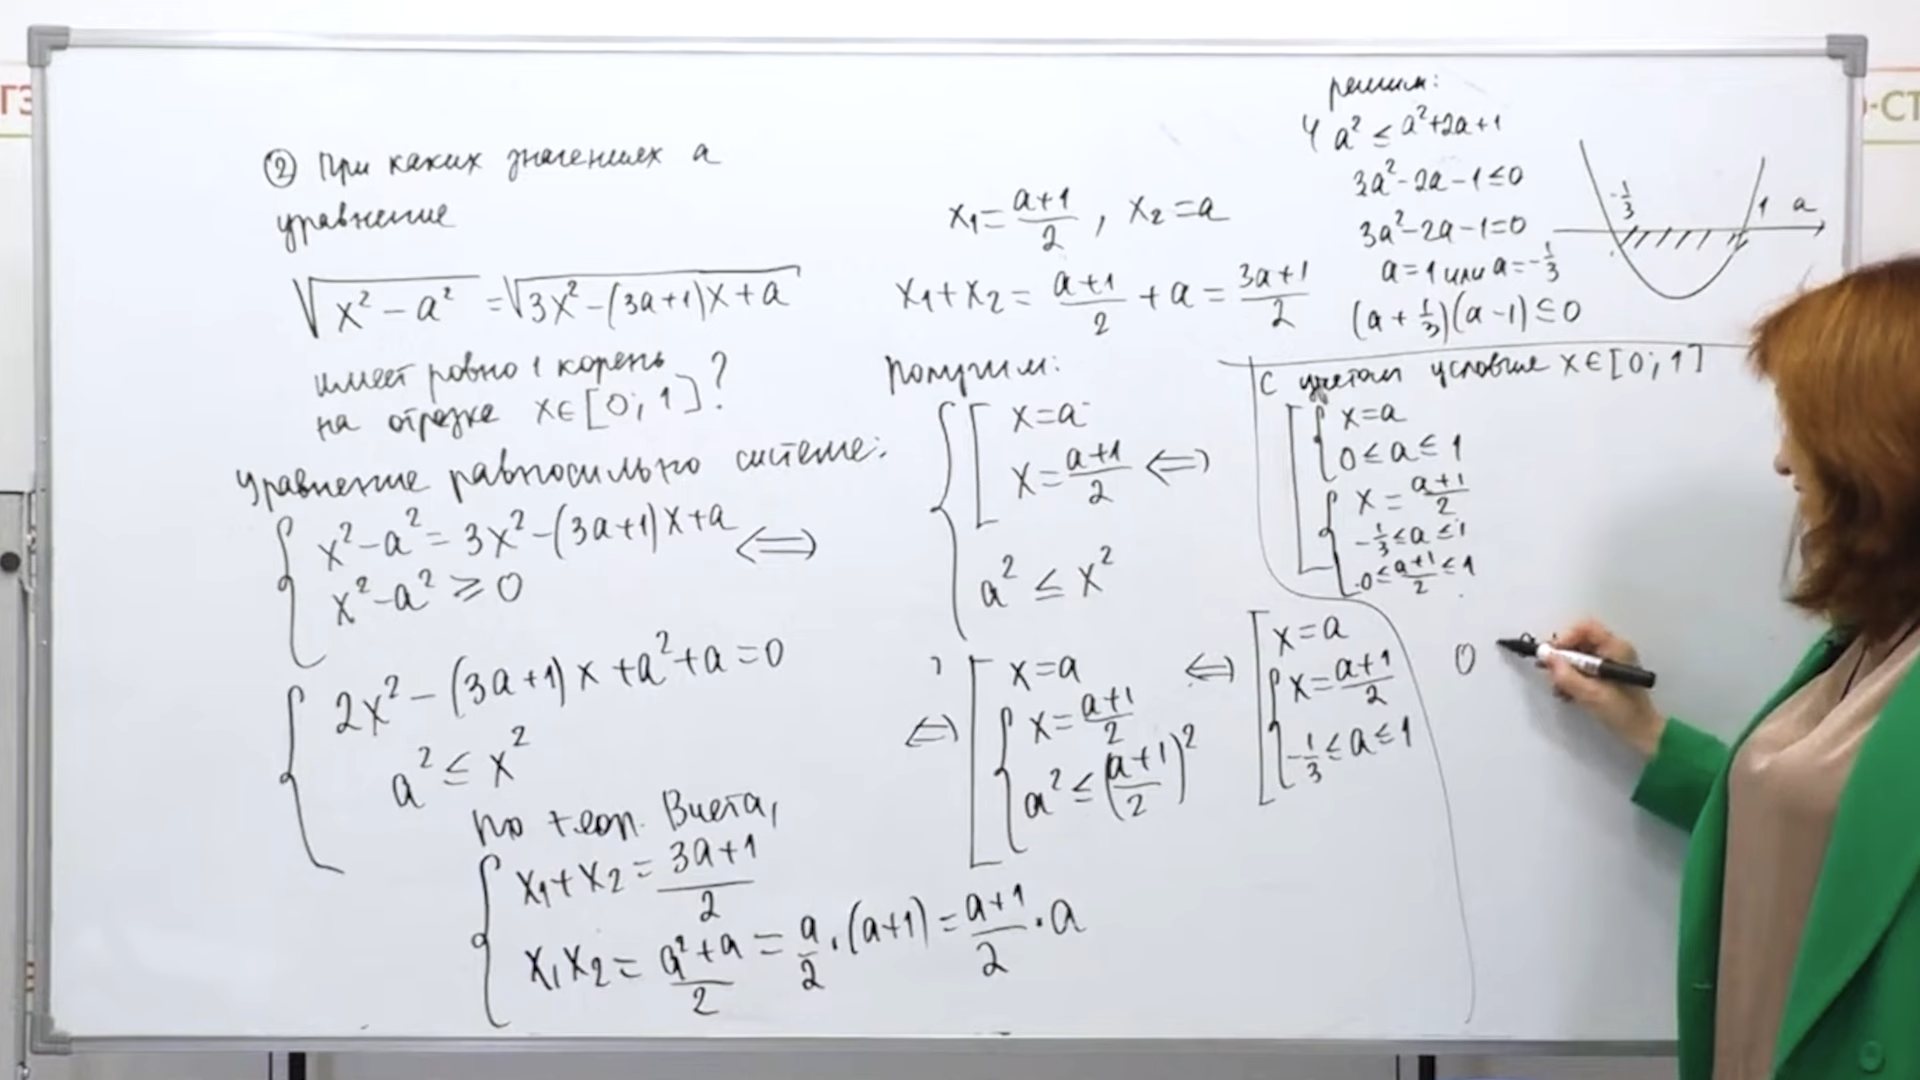 ② При каких значениях a
уравнение
√(x² − a²) = √(3x² − (3a+1)x + a)
имеет ровно 1 корень
на отрезке x∈[0; 1]?
Уравнение равносильно системе:
{ x² − a² = 3x² − (3a+1)x + a ⟺
x² − a² ⩾ 0
{ 2x² − (3a+1)x + a² + a = 0
a² ≤ x²
По теор. Виета,
{ x₁ + x₂ = (3a+1)/2
x₁x₂ = (a²+a)/2 = a/2 · (a+1) = (a+1)/2 · a
x₁ = (a+1)/2 , x₂ = a
x₁ + x₂ = (a+1)/2 + a = (3a+1)/2
Получим:
{ [ x = a
x = (a+1)/2 ⟺
a² ≤ x²
⟺ [ x = a
{ x = (a+1)/2
a² ≤ ((a+1)/2)²
⟺ [ x = a
{ x = (a+1)/2
−1/3 ≤ a ≤ 1
решим:
4a² ≤ a² + 2a + 1
3a² − 2a − 1 ≤ 0
3a² − 2a − 1 = 0
a = 1 или a = −1/3
(a + 1/3)(a − 1) ≤ 0
−1/3 1 a
С учетом условие x∈[0; 1]
[ { x = a
0 ≤ a ≤ 1
{ x = (a+1)/2
−1/3 ≤ a ≤ 1
0 ≤ (a+1)/2 ≤ 1
0
ГЭ
СТ